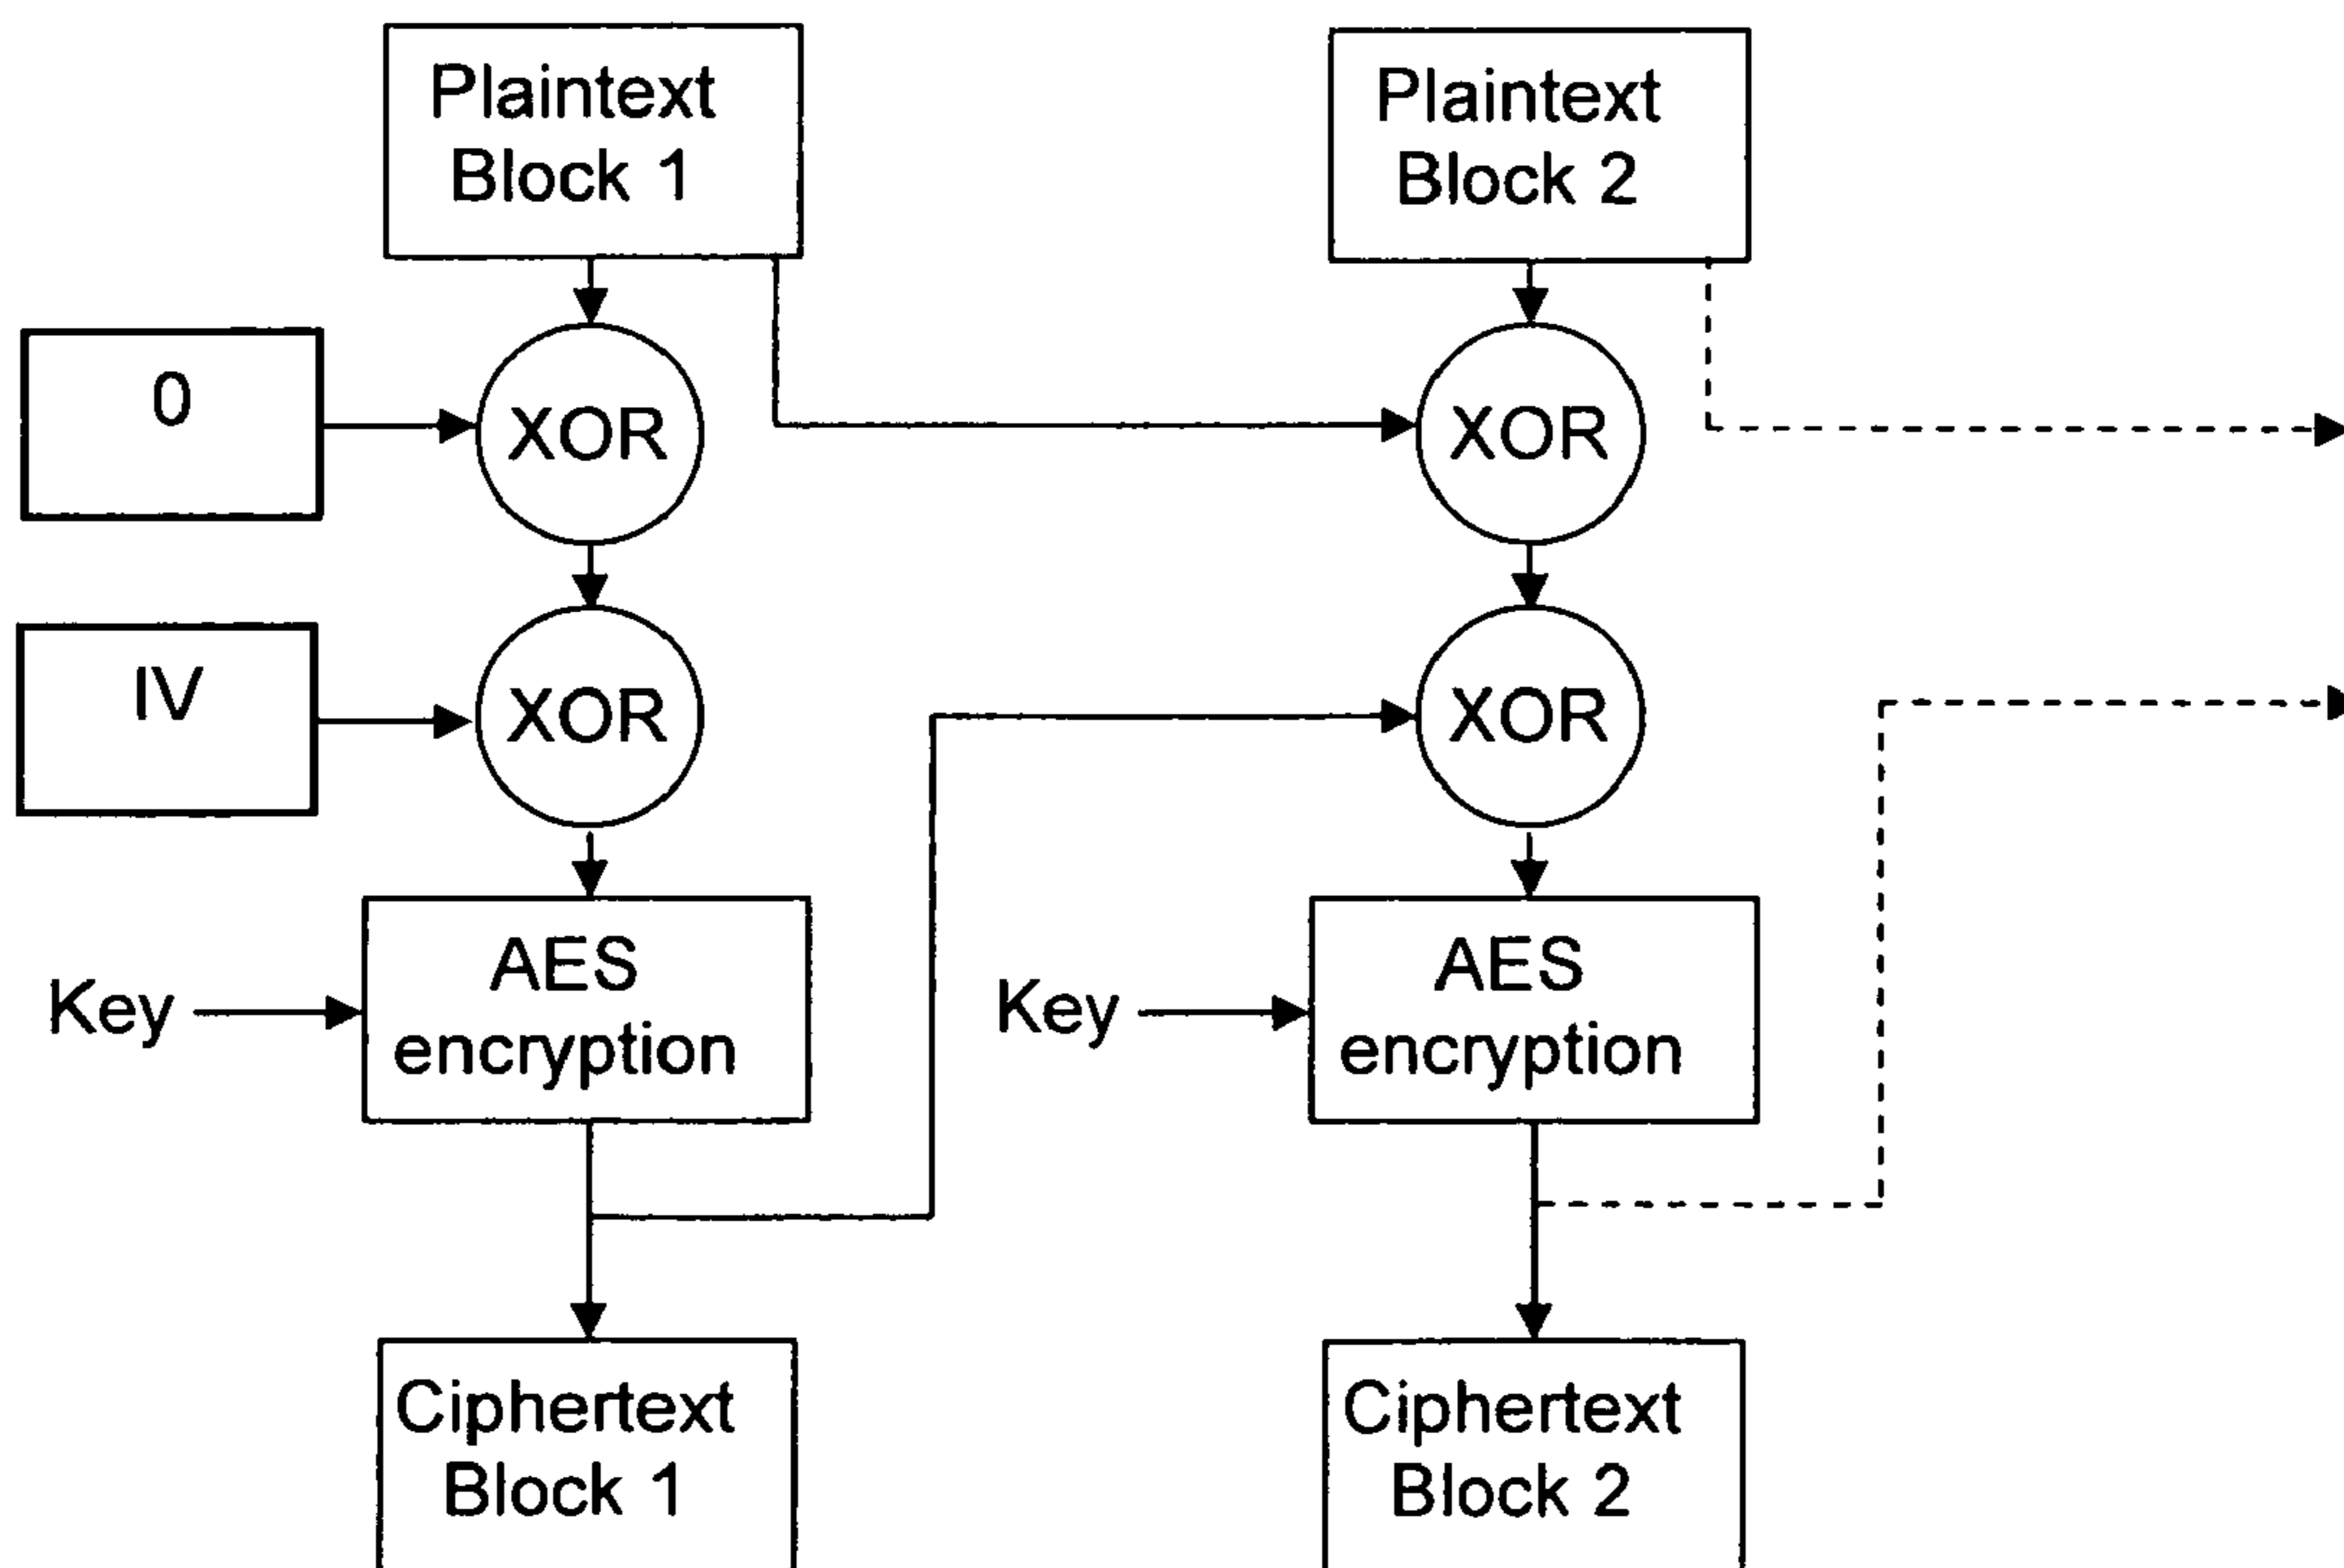 Plaintext
Block 1
Plaintext
Block 2
0
XOR
XOR
IV
XOR
XOR
Key
AES
encryption
Key
AES
encryption
Ciphertext
Block 1
Ciphertext
Block 2